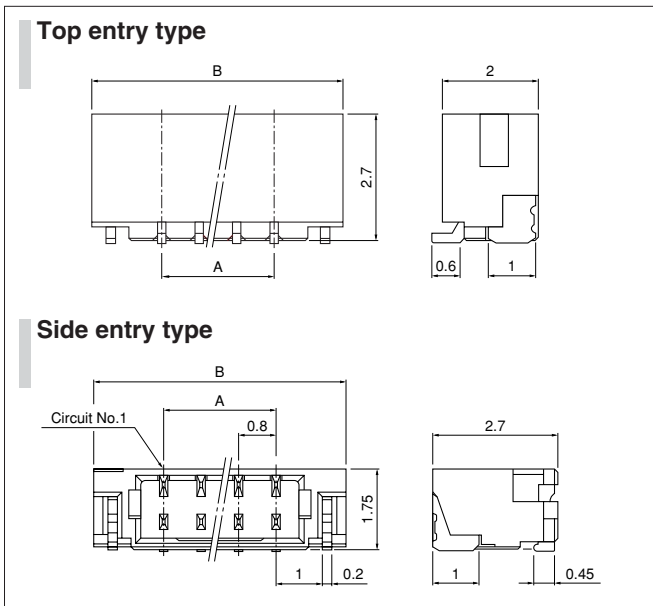 Top entry type
B
2
2.7
A
0.6
1
Side entry type
B
A
Circuit No.1
0.8
2.7
1.75
1
0.2
1
0.45